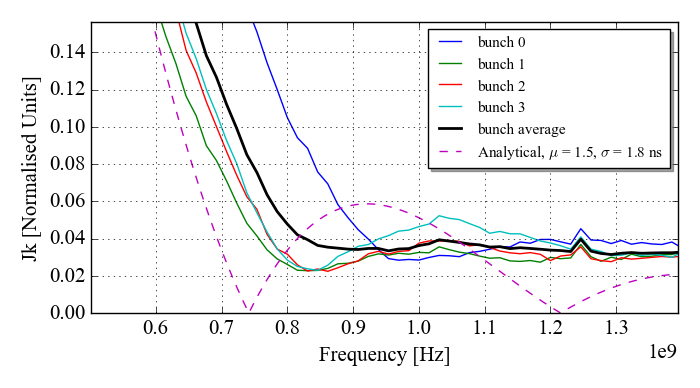 Jk [Normalised Units]
0.14
0.12
0.10
0.08
0.06
0.04
0.02
0.00
bunch 0
bunch 1
bunch 2
bunch 3
bunch average
Analytical, μ = 1.5, σ = 1.8 ns
0.6 0.7 0.8 0.9 1.0 1.1 1.2 1.3
1e9
Frequency [Hz]